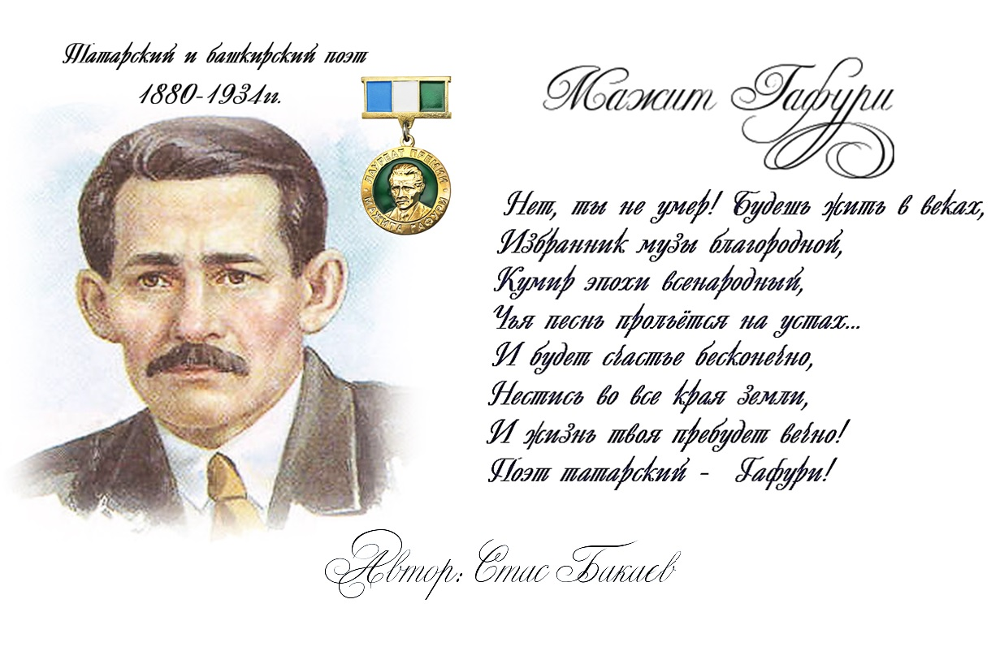 Татарский и башкирский поэт
1880-1934гг.
ЛАУРЕАТ ПРЕМИИ
МАЖИТА ГАФУРИ
Мажит Гафури
Нет, ты не умер! Будешь жить в веках,
Избранник музы благородной,
Кумир эпохи всенародный,
Чья песнь прольётся на устах...
И будет счастье бесконечно,
Нестись во все края земли,
И жизнь твоя пребудет вечно!
Поэт татарский - Гафури!
Автор: Стас Бакаев